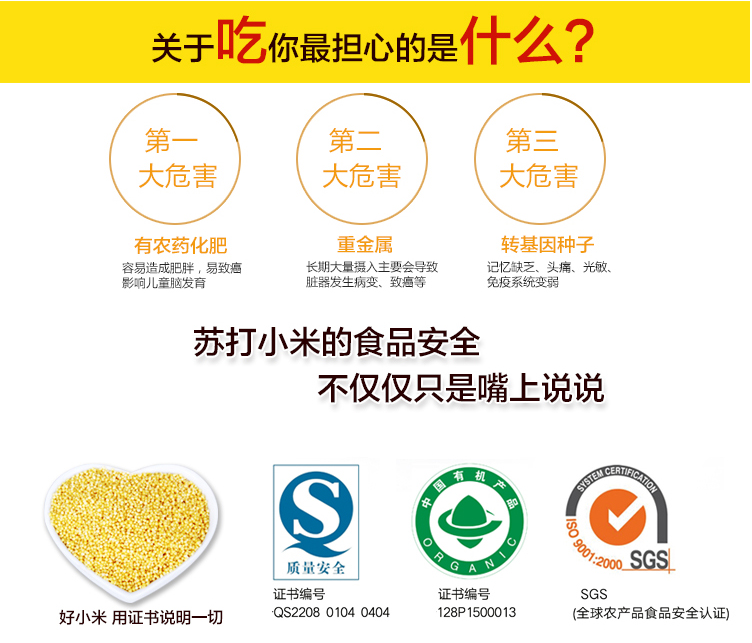 关于吃你最担心的是什么?
第一
大危害
第二
大危害
第三
大危害
有农药化肥
容易造成肥胖，易致癌
影响儿童脑发育
重金属
长期大量摄入主要会导致
脏器发生病变、致癌等
转基因种子
记忆缺乏、头痛、光敏、
免疫系统变弱
苏打小米的食品安全
不仅仅只是嘴上说说
好小米 用证书说明一切
质量安全
证书编号
·QS2208 0104 0404
中国有机产品
ORGANIC
证书编号
128P1500013
SYSTEM CERTIFICATION
ISO 9001:2000
SGS
SGS
(全球农产品食品安全认证)